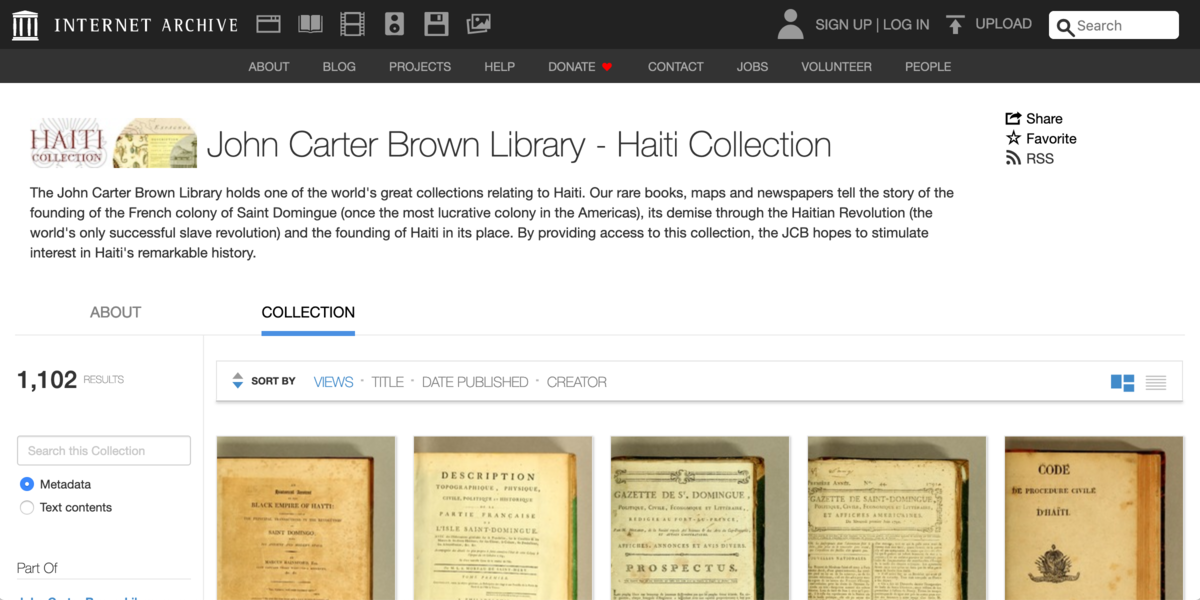 INTERNET ARCHIVE
SIGN UP | LOG IN
UPLOAD
Search
ABOUT BLOG PROJECTS HELP DONATE CONTACT JOBS VOLUNTEER PEOPLE
HAITI
COLLECTION
John Carter Brown Library - Haiti Collection
Share
Favorite
RSS
The John Carter Brown Library holds one of the world's great collections relating to Haiti. Our rare books, maps and newspapers tell the story of the
founding of the French colony of Saint Domingue (once the most lucrative colony in the Americas), its demise through the Haitian Revolution (the
world's only successful slave revolution) and the founding of Haiti in its place. By providing access to this collection, the JCB hopes to stimulate
interest in Haiti's remarkable history.
ABOUT COLLECTION
1,102 RESULTS
SORT BY VIEWS · TITLE · DATE PUBLISHED · CREATOR
Search this Collection
Metadata
Text contents
Part Of
BLACK EMPIRE OF HAYTI:
SAINT DOMINGO.
DESCRIPTION
TOPOGRAPHIQUE, PHYSIQUE,
CIVILE, POLITIQUE ET HISTORIQUE
DE LA
PARTIE FRANÇAISE
DE
L'ISLE SAINT-DOMINGUE.
GAZETTE DE St. DOMINGUE,
POLITIQUE, CIVILE, ÉCONOMIQUE ET LITTÉRAIRE,
AFFICHES, ANNONCES ET AVIS DIVERS.
PROSPECTUS.
GAZETTE DE SAINT-DOMINGUE,
POLITIQUE, CIVILE, ÉCONOMIQUE ET LITTÉRAIRE,
ET AFFICHES AMÉRICAINES.
CODE
DE PROCEDURE CIVILE
D'HAÏTI.